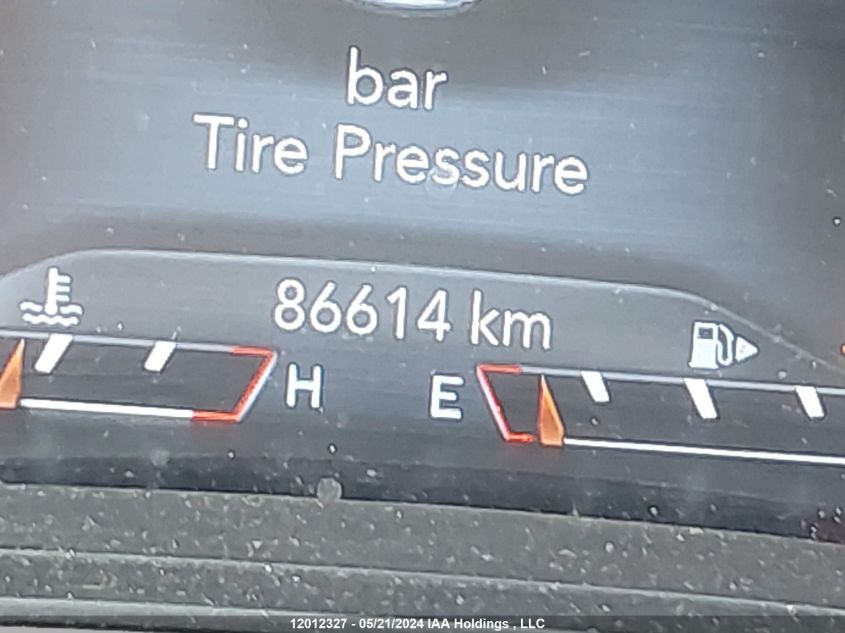 bar
Tire Pressure
86614 km
H E
12012327 - 05/21/2024 IAA Holdings , LLC